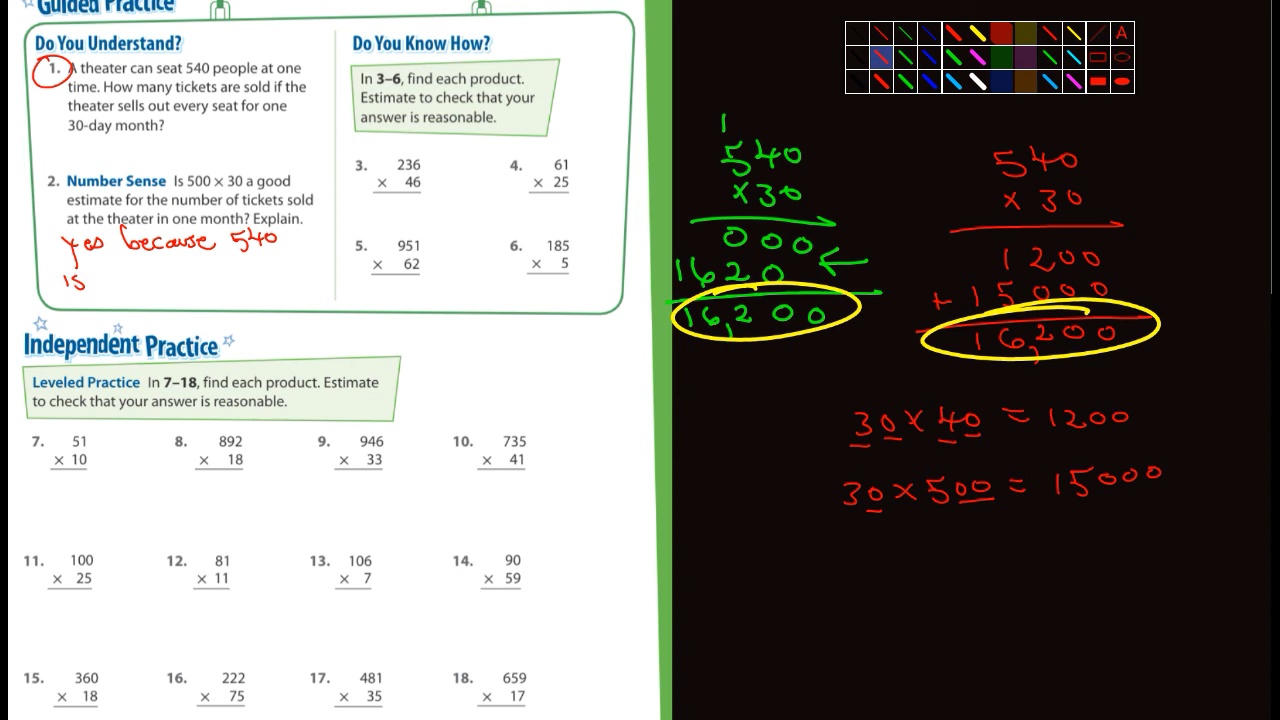 Guided Practice
Do You Understand?
1. A theater can seat 540 people at one
time. How many tickets are sold if the
theater sells out every seat for one
30-day month?
2. Number Sense Is 500 × 30 a good
estimate for the number of tickets sold
at the theater in one month? Explain.
yes because 540
is
Do You Know How?
In 3–6, find each product.
Estimate to check that your
answer is reasonable.
3. 236
× 46
4. 61
× 25
5. 951
× 62
6. 185
× 5
Independent Practice
Leveled Practice In 7–18, find each product. Estimate
to check that your answer is reasonable.
7. 51
× 10
8. 892
× 18
9. 946
× 33
10. 735
× 41
11. 100
× 25
12. 81
× 11
13. 106
× 7
14. 90
× 59
15. 360
× 18
16. 222
× 75
17. 481
× 35
18. 659
× 17
A
1
540
×30
000
1620
16,200
540
× 30
1200
+ 15000
16,200
30 × 40 = 1200
30 × 500 = 15000